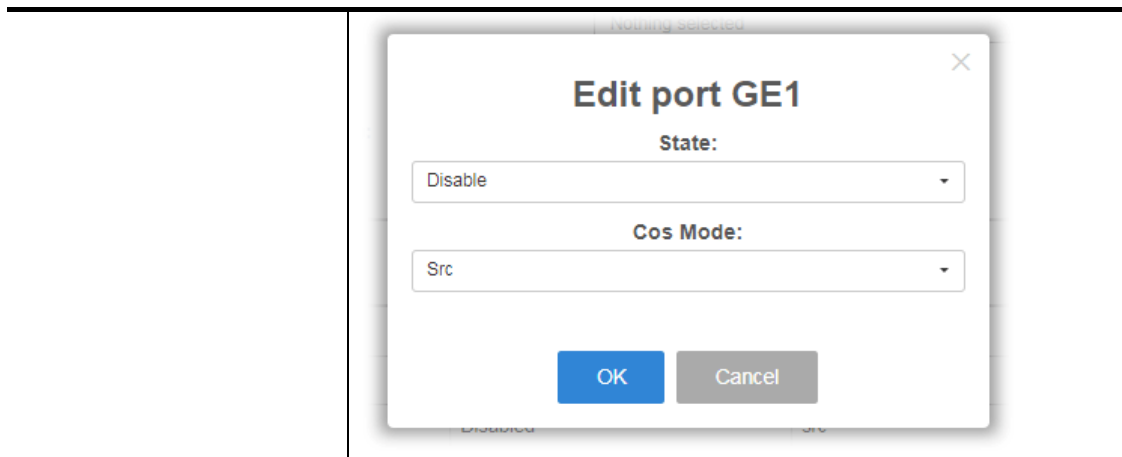 Nothing selected
×
Edit port GE1
State:
Disable
Cos Mode:
Src
OK
Cancel
Disabled
src